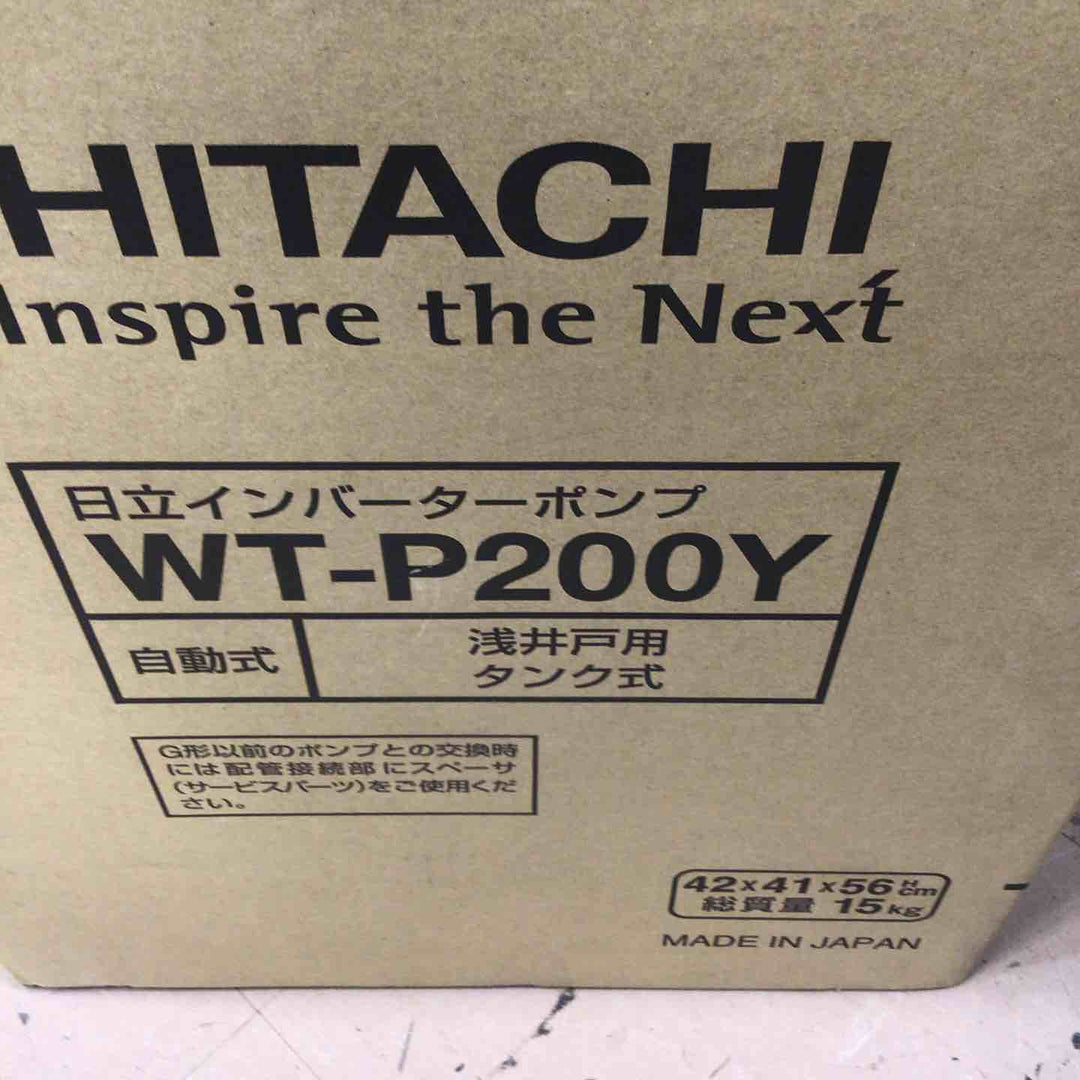 HITACHI
Inspire the Next
日立インバーターポンプ
WT-P200Y
自動式
浅井戸用
タンク式
G形以前のポンプとの交換時
には配管接続部にスペーサ
(サービスパーツ)をご使用くだ
さい。
42×41×56Hcm
総質量 15kg
MADE IN JAPAN